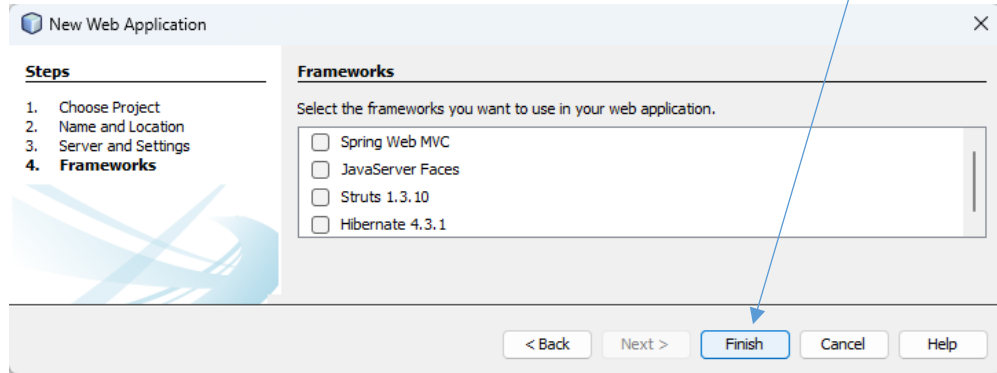 New Web Application
Steps
1. Choose Project
2. Name and Location
3. Server and Settings
4. Frameworks
Frameworks
Select the frameworks you want to use in your web application.
Spring Web MVC
JavaServer Faces
Struts 1.3.10
Hibernate 4.3.1
< Back Next > Finish Cancel Help